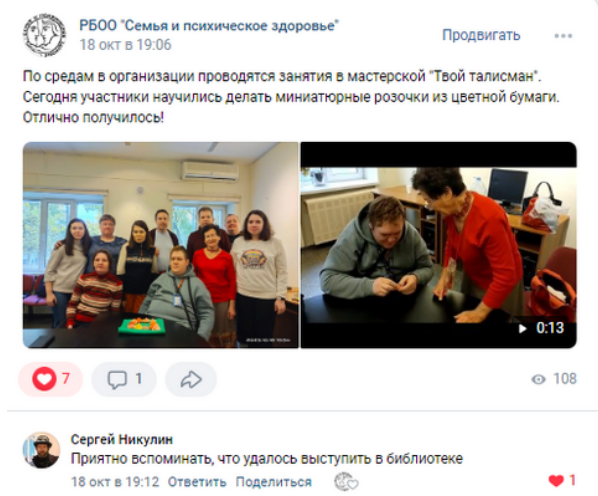 РБОО "Семья и психическое здоровье"
18 окт в 19:06
Продвигать
По средам в организации проводятся занятия в мастерской "Твой талисман".
Сегодня участники научились делать миниатюрные розочки из цветной бумаги.
Отлично получилось!
0:13
7
1
108
Сергей Никулин
Приятно вспоминать, что удалось выступить в библиотеке
18 окт в 19:12 Ответить Поделиться
1